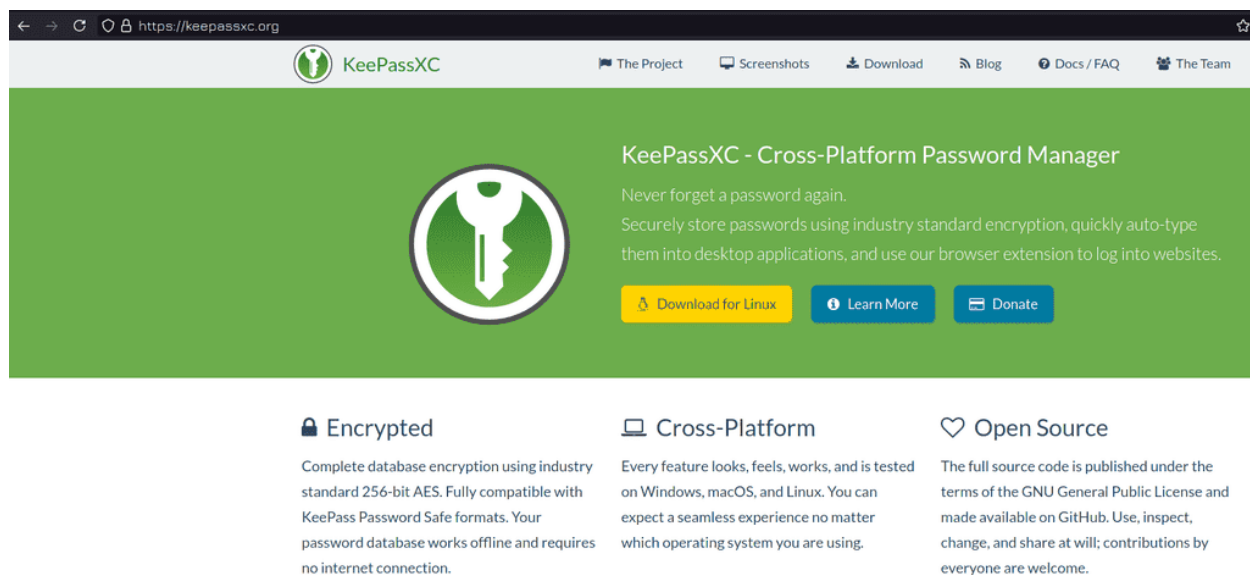 https://keepassxc.org
KeePassXC
The Project
Screenshots
Download
Blog
Docs / FAQ
The Team
KeePassXC - Cross-Platform Password Manager
Never forget a password again.
Securely store passwords using industry standard encryption, quickly auto-type
them into desktop applications, and use our browser extension to log into websites.
Download for Linux
Learn More
Donate
Encrypted
Complete database encryption using industry
standard 256-bit AES. Fully compatible with
KeePass Password Safe formats. Your
password database works offline and requires
no internet connection.
Cross-Platform
Every feature looks, feels, works, and is tested
on Windows, macOS, and Linux. You can
expect a seamless experience no matter
which operating system you are using.
Open Source
The full source code is published under the
terms of the GNU General Public License and
made available on GitHub. Use, inspect,
change, and share at will; contributions by
everyone are welcome.